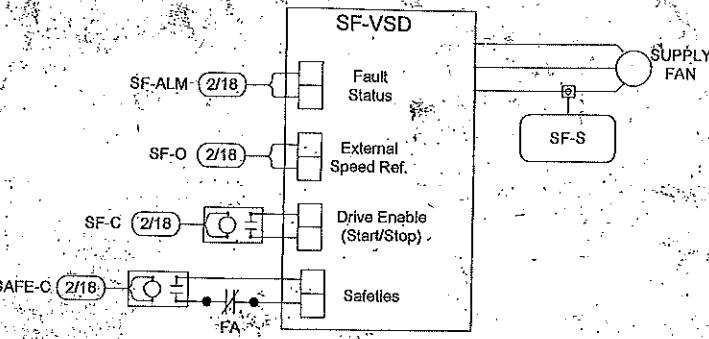 SF-VSD
SF-ALM 2/18 Fault
Status
SUPPLY
FAN
SF-S
SF-O 2/18 External
Speed Ref.
SF-C 2/18 Drive Enable
(Start/Stop)
SAFE-C 2/18 Safeties
FA